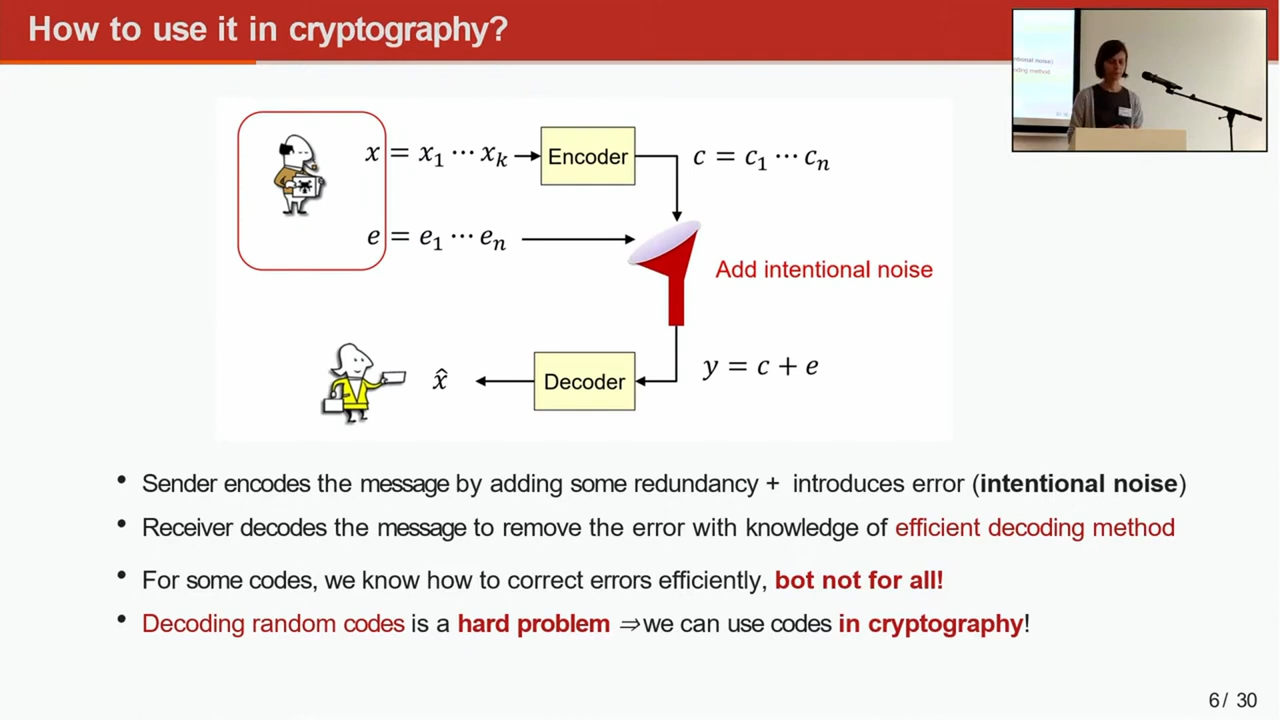 How to use it in cryptography?
x = x₁ ⋯ xₖ
Encoder
c = c₁ ⋯ cₙ
e = e₁ ⋯ eₙ
Add intentional noise
x̂
Decoder
y = c + e
• Sender encodes the message by adding some redundancy + introduces error (intentional noise)
• Receiver decodes the message to remove the error with knowledge of efficient decoding method
• For some codes, we know how to correct errors efficiently, bot not for all!
• Decoding random codes is a hard problem ⇒ we can use codes in cryptography!
6 / 30